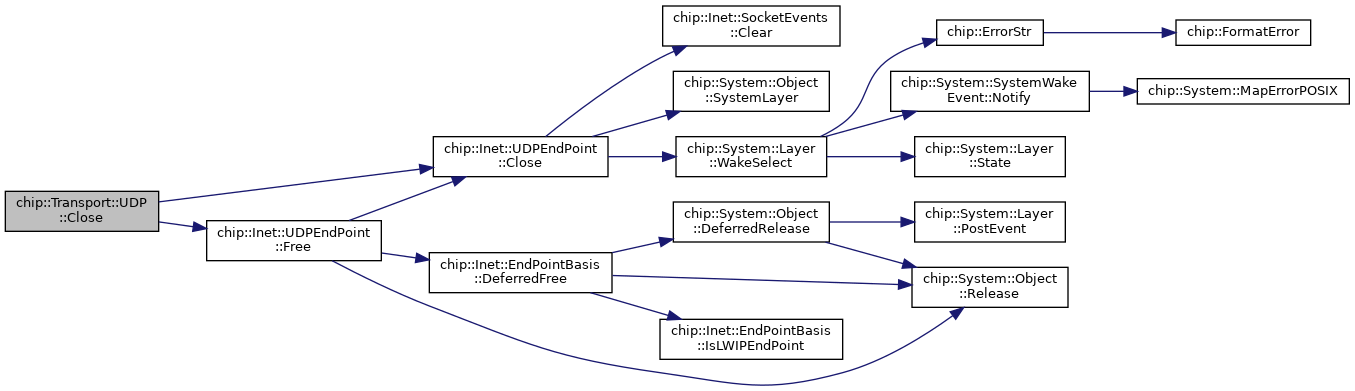 chip::Inet::SocketEvents
::Clear
chip::ErrorStr
chip::FormatError
chip::System::Object
::SystemLayer
chip::System::SystemWake
Event::Notify
chip::System::MapErrorPOSIX
chip::Inet::UDPEndPoint
::Close
chip::System::Layer
::WakeSelect
chip::System::Layer
::State
chip::Transport::UDP
::Close
chip::Inet::UDPEndPoint
::Free
chip::System::Object
::DeferredRelease
chip::System::Layer
::PostEvent
chip::Inet::EndPointBasis
::DeferredFree
chip::System::Object
::Release
chip::Inet::EndPointBasis
::IsLWIPEndPoint